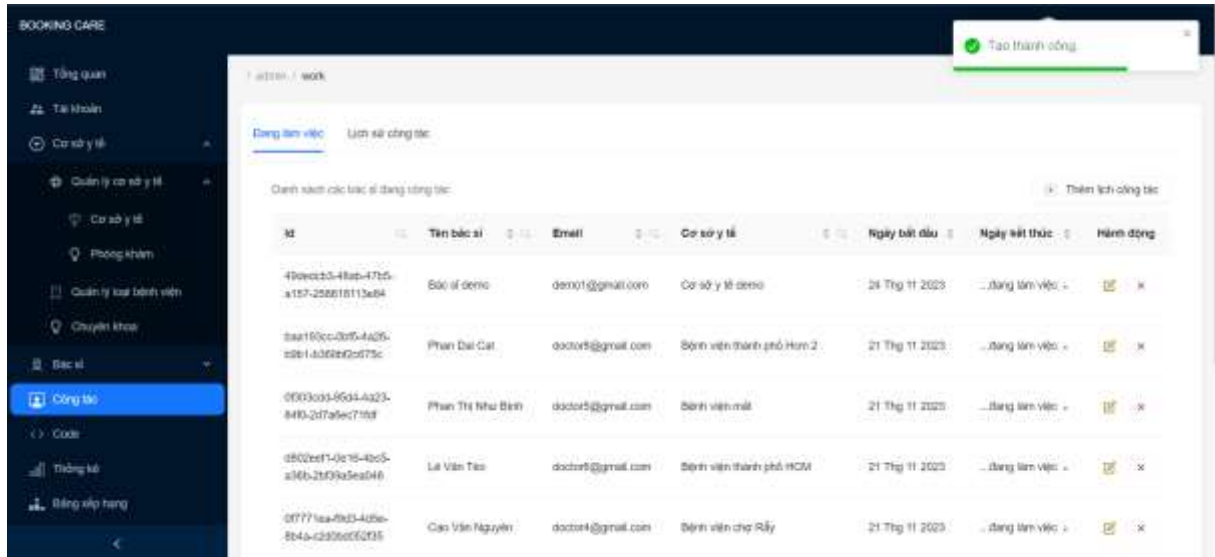 BOOKING CARE
Tạo thành công
Tổng quan
/ admin / work
Tài khoản
Cơ sở y tế
Đang làm việc Lịch sử công tác
Quản lý cơ sở y tế
Danh sách các bác sĩ đang công tác
Thêm lịch công tác
Cơ sở y tế
Id Tên bác sĩ Email Cơ sở y tế Ngày bắt đầu Ngày kết thúc Hành động
Phòng khám
Bác sĩ demo demo1@gmail.com Cơ sở y tế demo 24 Thg 11 2023 ...đang làm việc
a157-258618113a84
Quản lý loại bệnh viện
Chuyên khoa
Phan Đại Cát @gmail.com Bệnh viện thành phố Hcm 2 21 Thg 11 2023 ...đang làm việc
Bác sĩ
Công tác
Phan Thị Như Bình @gmail.com Bệnh viện mắt 21 Thg 11 2023 ...đang làm việc
Code
Thống kê
Lê Văn Tèo doctor6@gmail.com Bệnh viện thành phố HCM 21 Thg 11 2023 ...đang làm việc
Bảng xếp hạng
Cao Văn Nguyên doctor4@gmail.com Bệnh viện chợ Rẫy 21 Thg 11 2023 ...đang làm việc